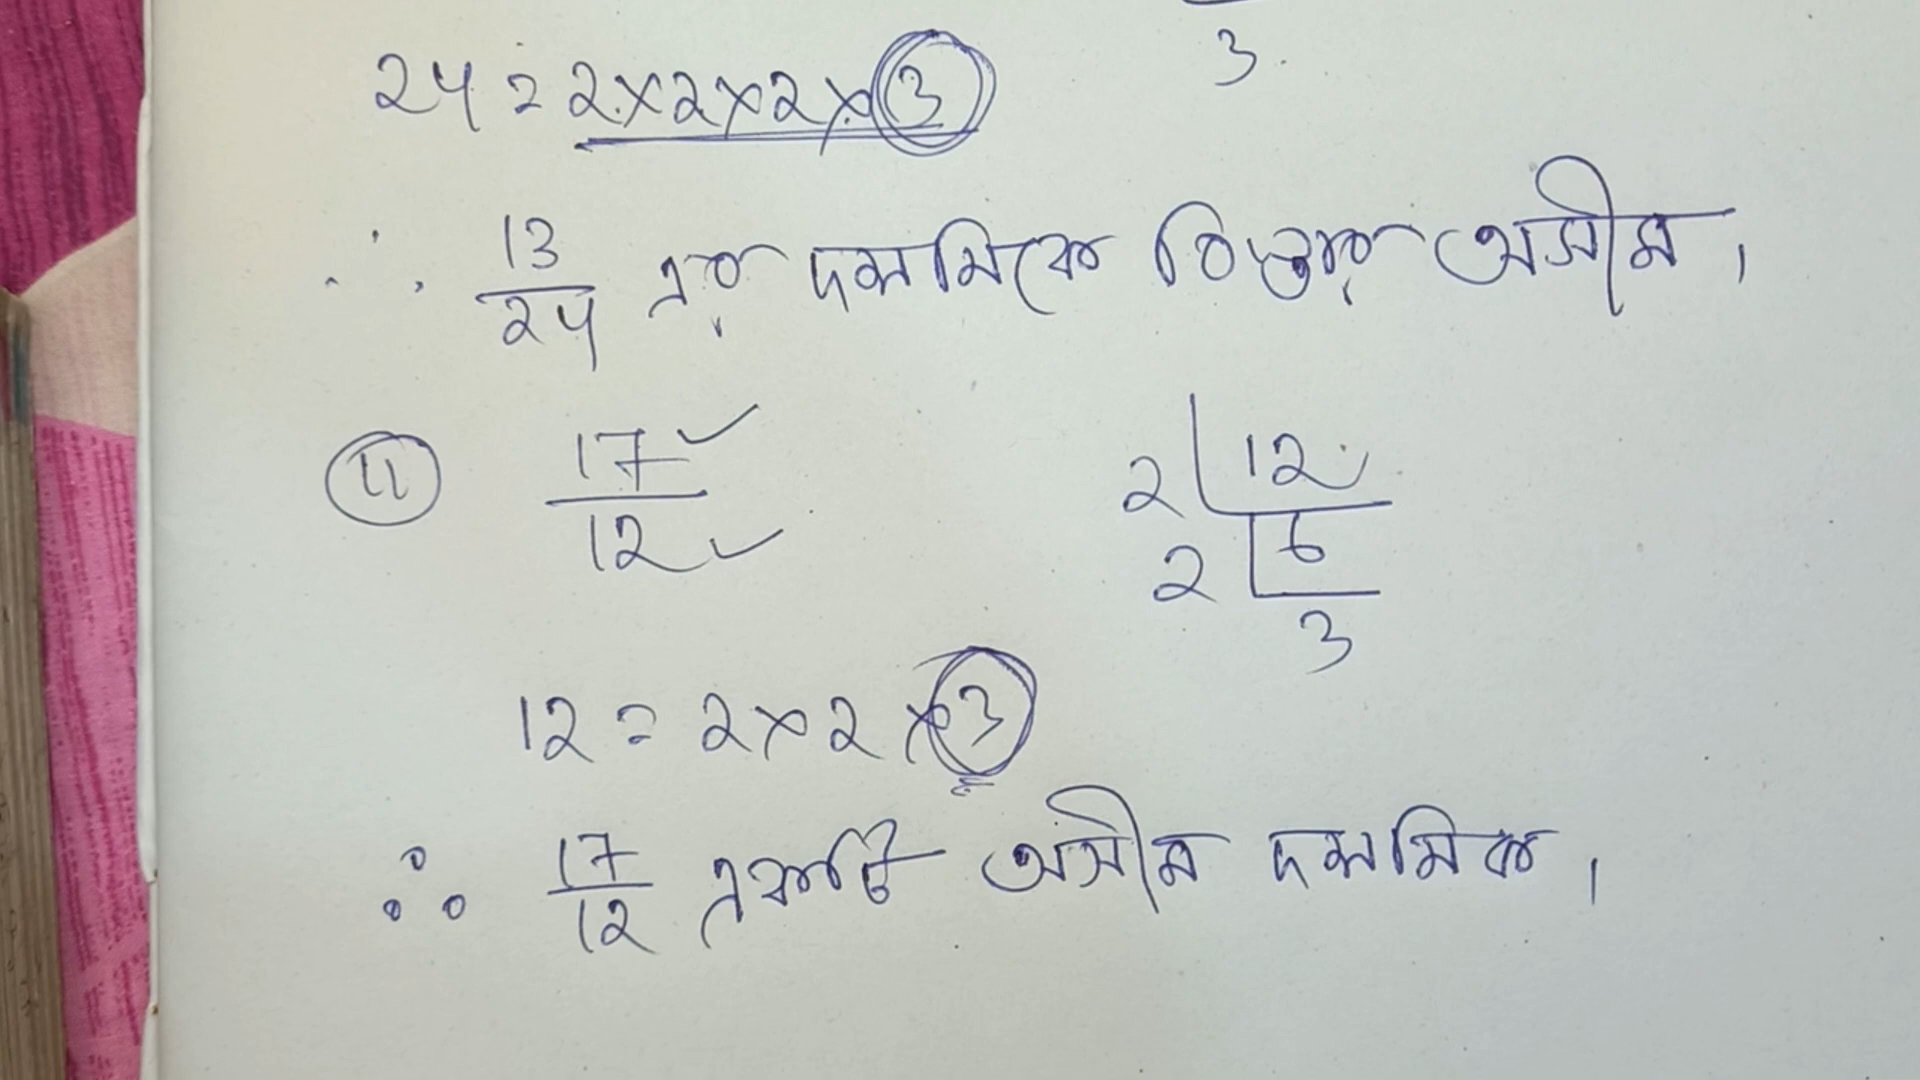 3
24 = 2×2×2×3
∴ 13/24 এর দশমিকে বিস্তার অসীম।
ii 17/12
2 | 12
2 | 6
3
12 = 2×2×3
∴ 17/12 একটি অসীম দশমিক।